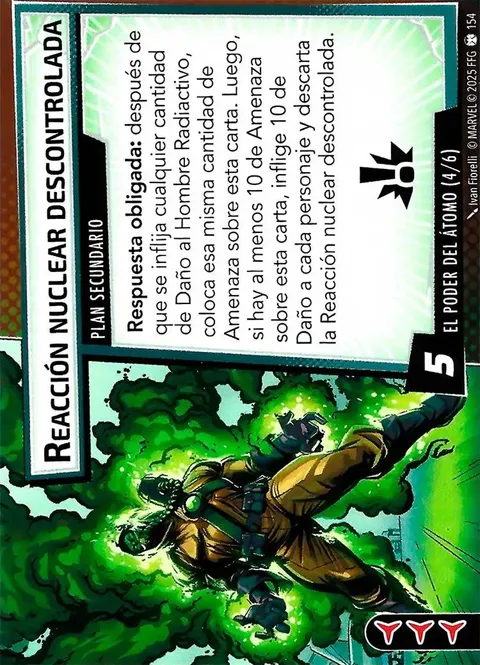 REACCIÓN NUCLEAR DESCONTROLADA
PLAN SECUNDARIO
Respuesta obligada: después de
que se inflija cualquier cantidad
de Daño al Hombre Radiactivo,
coloca esa misma cantidad de
Amenaza sobre esta carta. Luego,
si hay al menos 10 de Amenaza
sobre esta carta, inflige 10 de
Daño a cada personaje y descarta
la Reacción nuclear descontrolada.
5
EL PODER DEL ÁTOMO (4/6)
Ivan Fiorelli © MARVEL © 2025 FFG 154